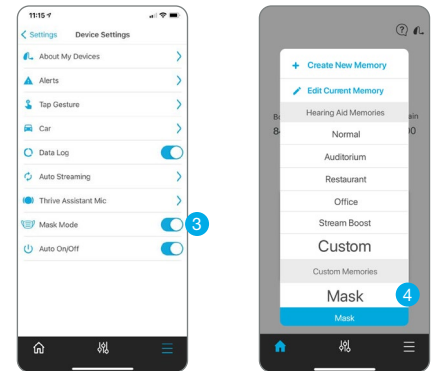 11:15
Settings Device Settings
About My Devices
Alerts
Tap Gesture
Car
Data Log
Auto Streaming
Thrive Assistant Mic
Mask Mode
3
Auto On/Off
+ Create New Memory
Edit Current Memory
Hearing Aid Memories
Normal
Auditorium
Restaurant
Office
Stream Boost
Custom
Custom Memories
Mask
4
Mask